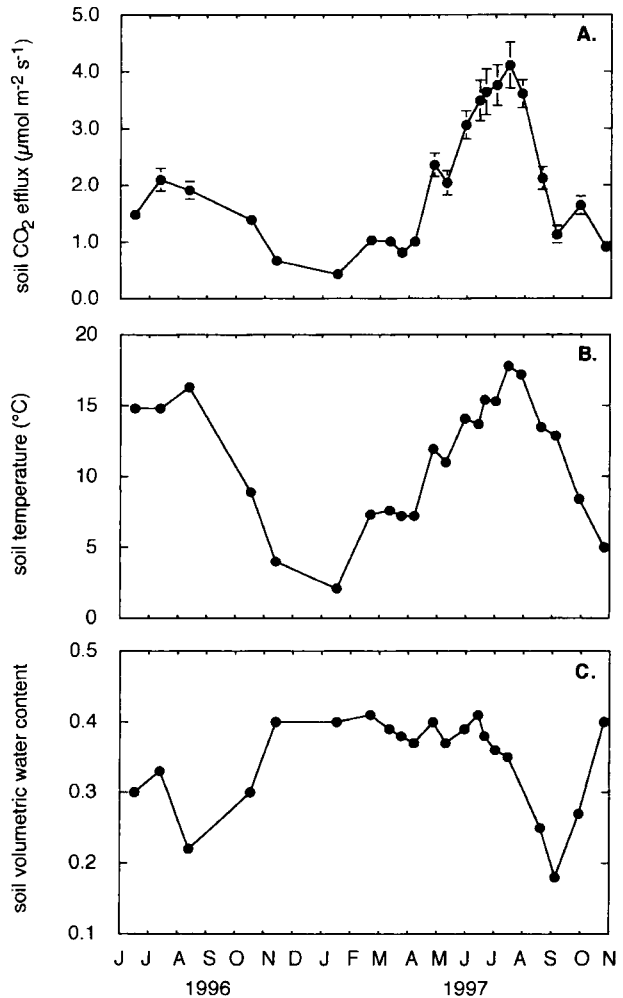 A.
5.0
4.0
3.0
2.0
1.0
0.0
soil CO2 efflux (µmol m-2 s-1)
B.
20
15
10
5
0
soil temperature (°C)
C.
0.5
0.4
0.3
0.2
0.1
soil volumetric water content
J J A O O N D J F M A M J J A O N
1996 1997